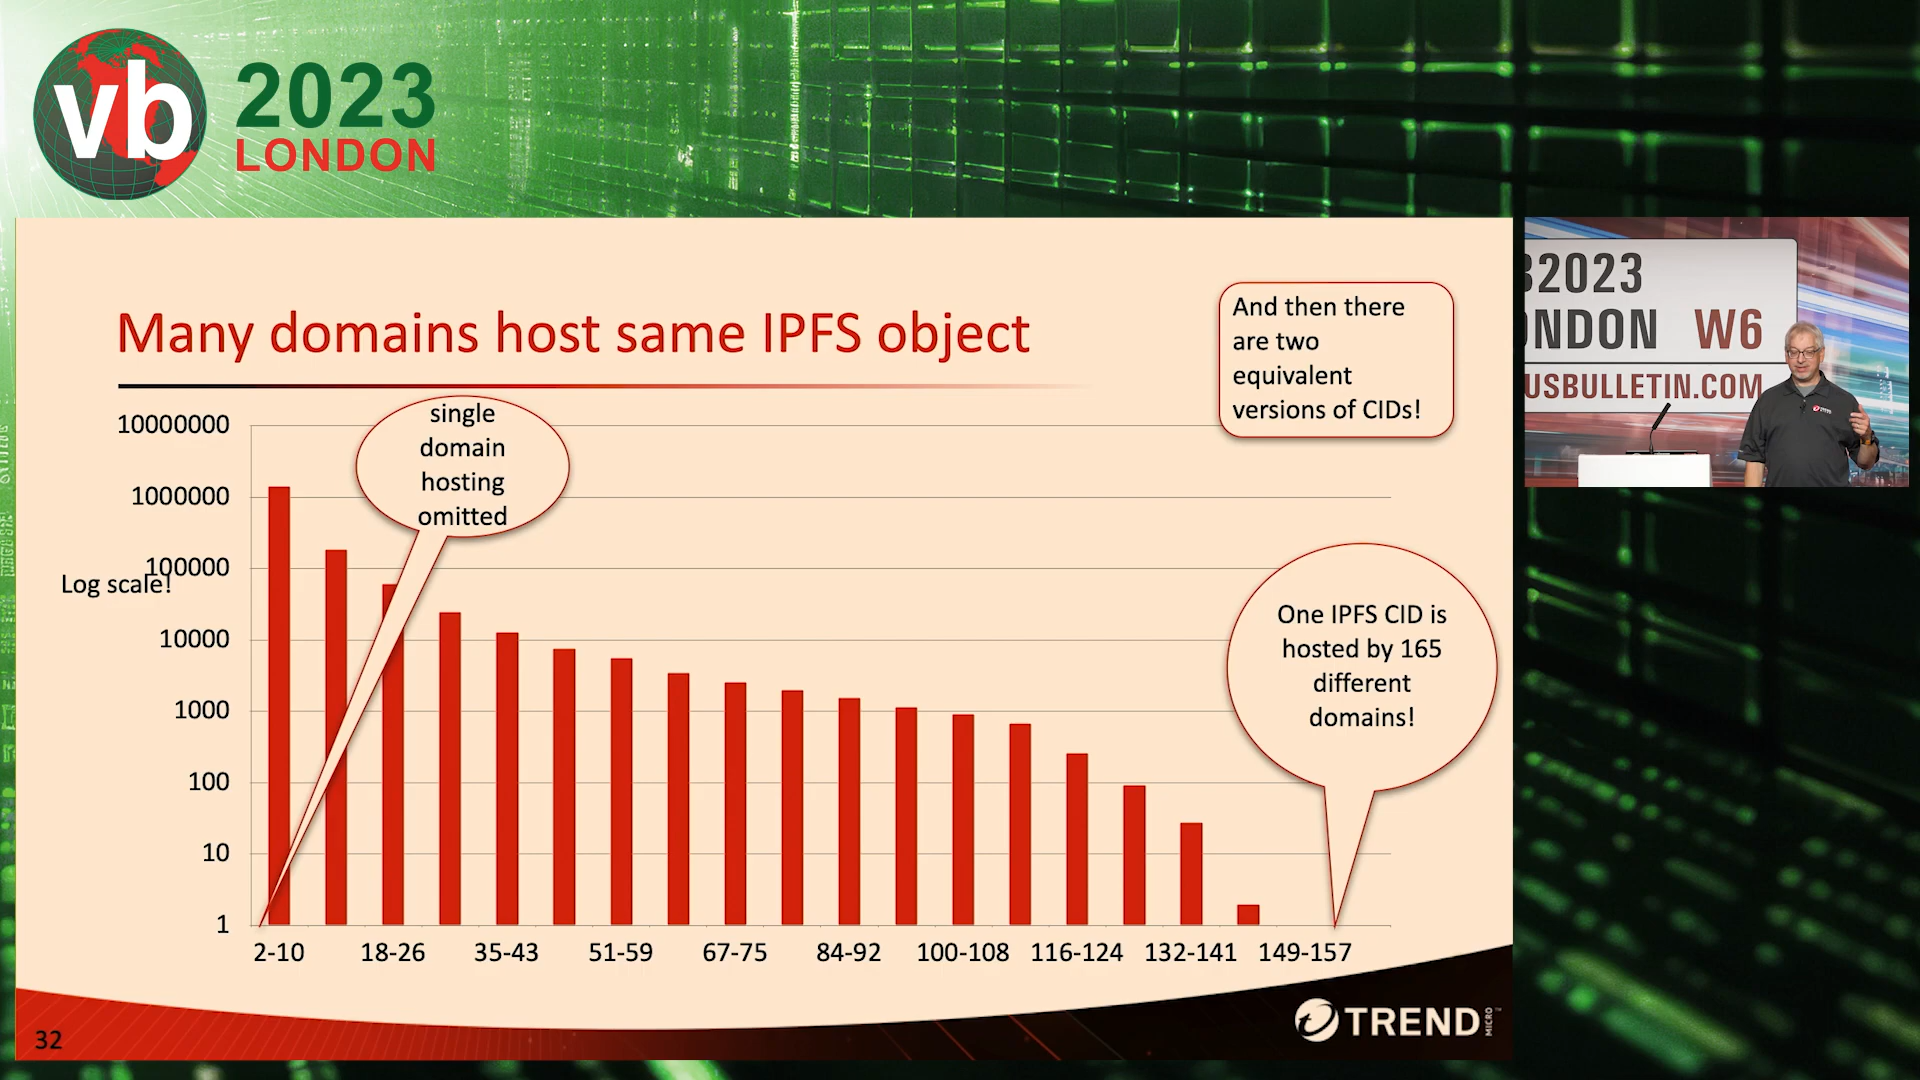 vb
2023
LONDON
Many domains host same IPFS object
And then there
are two
equivalent
versions of CIDs!
single
domain
hosting
omitted
10000000
1000000
100000
Log scale!
10000
1000
100
10
1
One IPFS CID is
hosted by 165
different
domains!
2-10
18-26
35-43
51-59
67-75
84-92
100-108
116-124
132-141
149-157
32
TREND
MICRO
2023
ONDON W6
USBULLETIN.COM